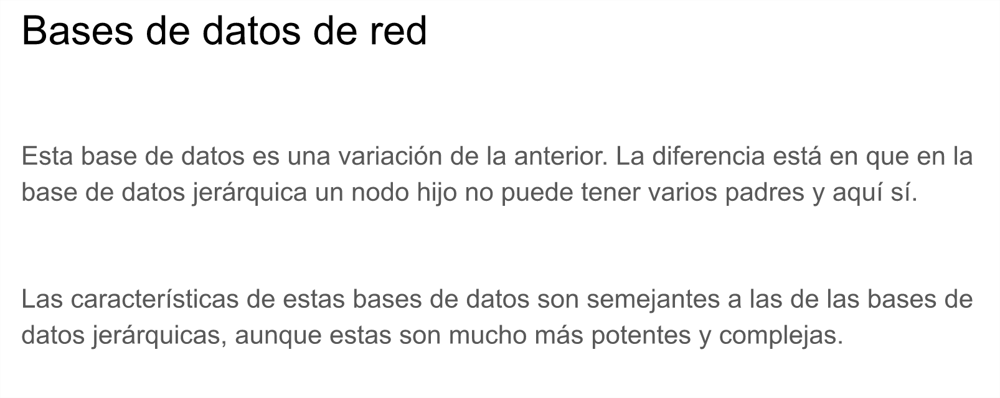 Bases de datos de red
Esta base de datos es una variación de la anterior. La diferencia está en que en la
base de datos jerárquica un nodo hijo no puede tener varios padres y aquí sí.
Las características de estas bases de datos son semejantes a las de las bases de
datos jerárquicas, aunque estas son mucho más potentes y complejas.